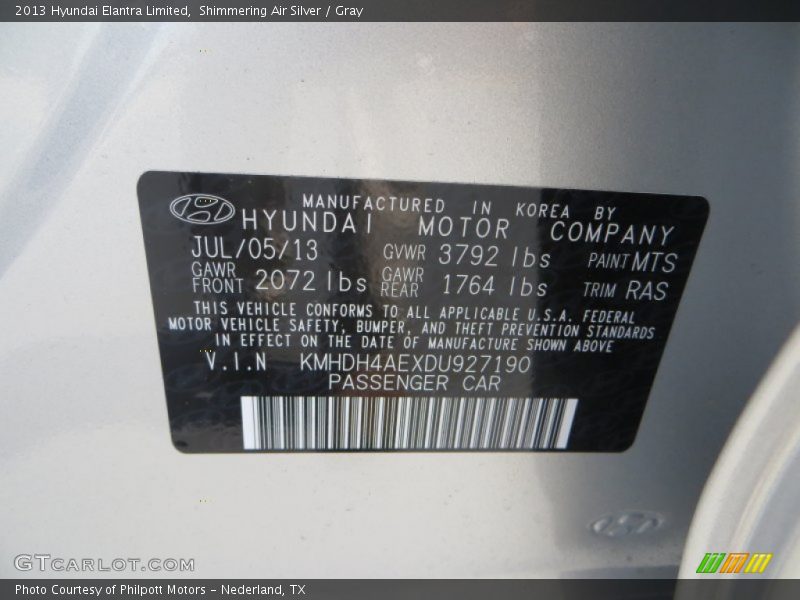 2013 Hyundai Elantra Limited, Shimmering Air Silver / Gray
MANUFACTURED IN KOREA BY
HYUNDAI MOTOR COMPANY
JUL/05/13 GVWR 3792 lbs PAINT MTS
GAWR FRONT 2072 lbs GAWR REAR 1764 lbs TRIM RAS
THIS VEHICLE CONFORMS TO ALL APPLICABLE U.S.A. FEDERAL
MOTOR VEHICLE SAFETY, BUMPER, AND THEFT PREVENTION STANDARDS
IN EFFECT ON THE DATE OF MANUFACTURE SHOWN ABOVE
V.I.N KMHDH4AEXDU927190
PASSENGER CAR
GTCARLOT.COM
Photo Courtesy of Philpott Motors - Nederland, TX